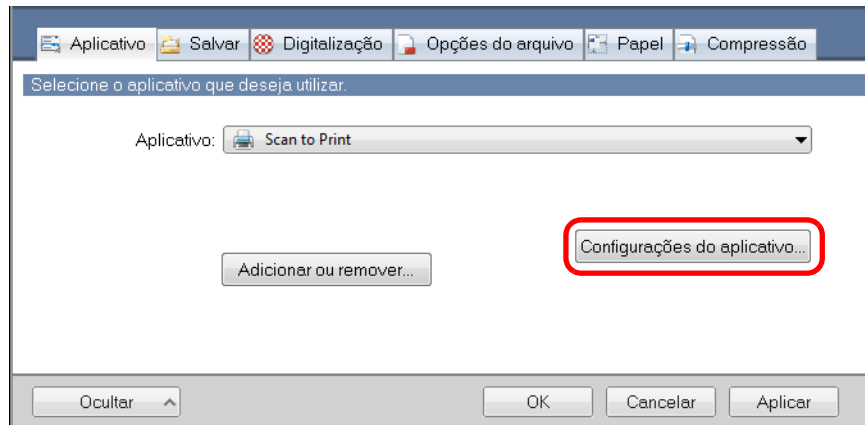 Aplicativo Salvar Digitalização Opções do arquivo Papel Compressão
Selecione o aplicativo que deseja utilizar.
Aplicativo: Scan to Print
Configurações do aplicativo...
Adicionar ou remover...
Ocultar OK Cancelar Aplicar